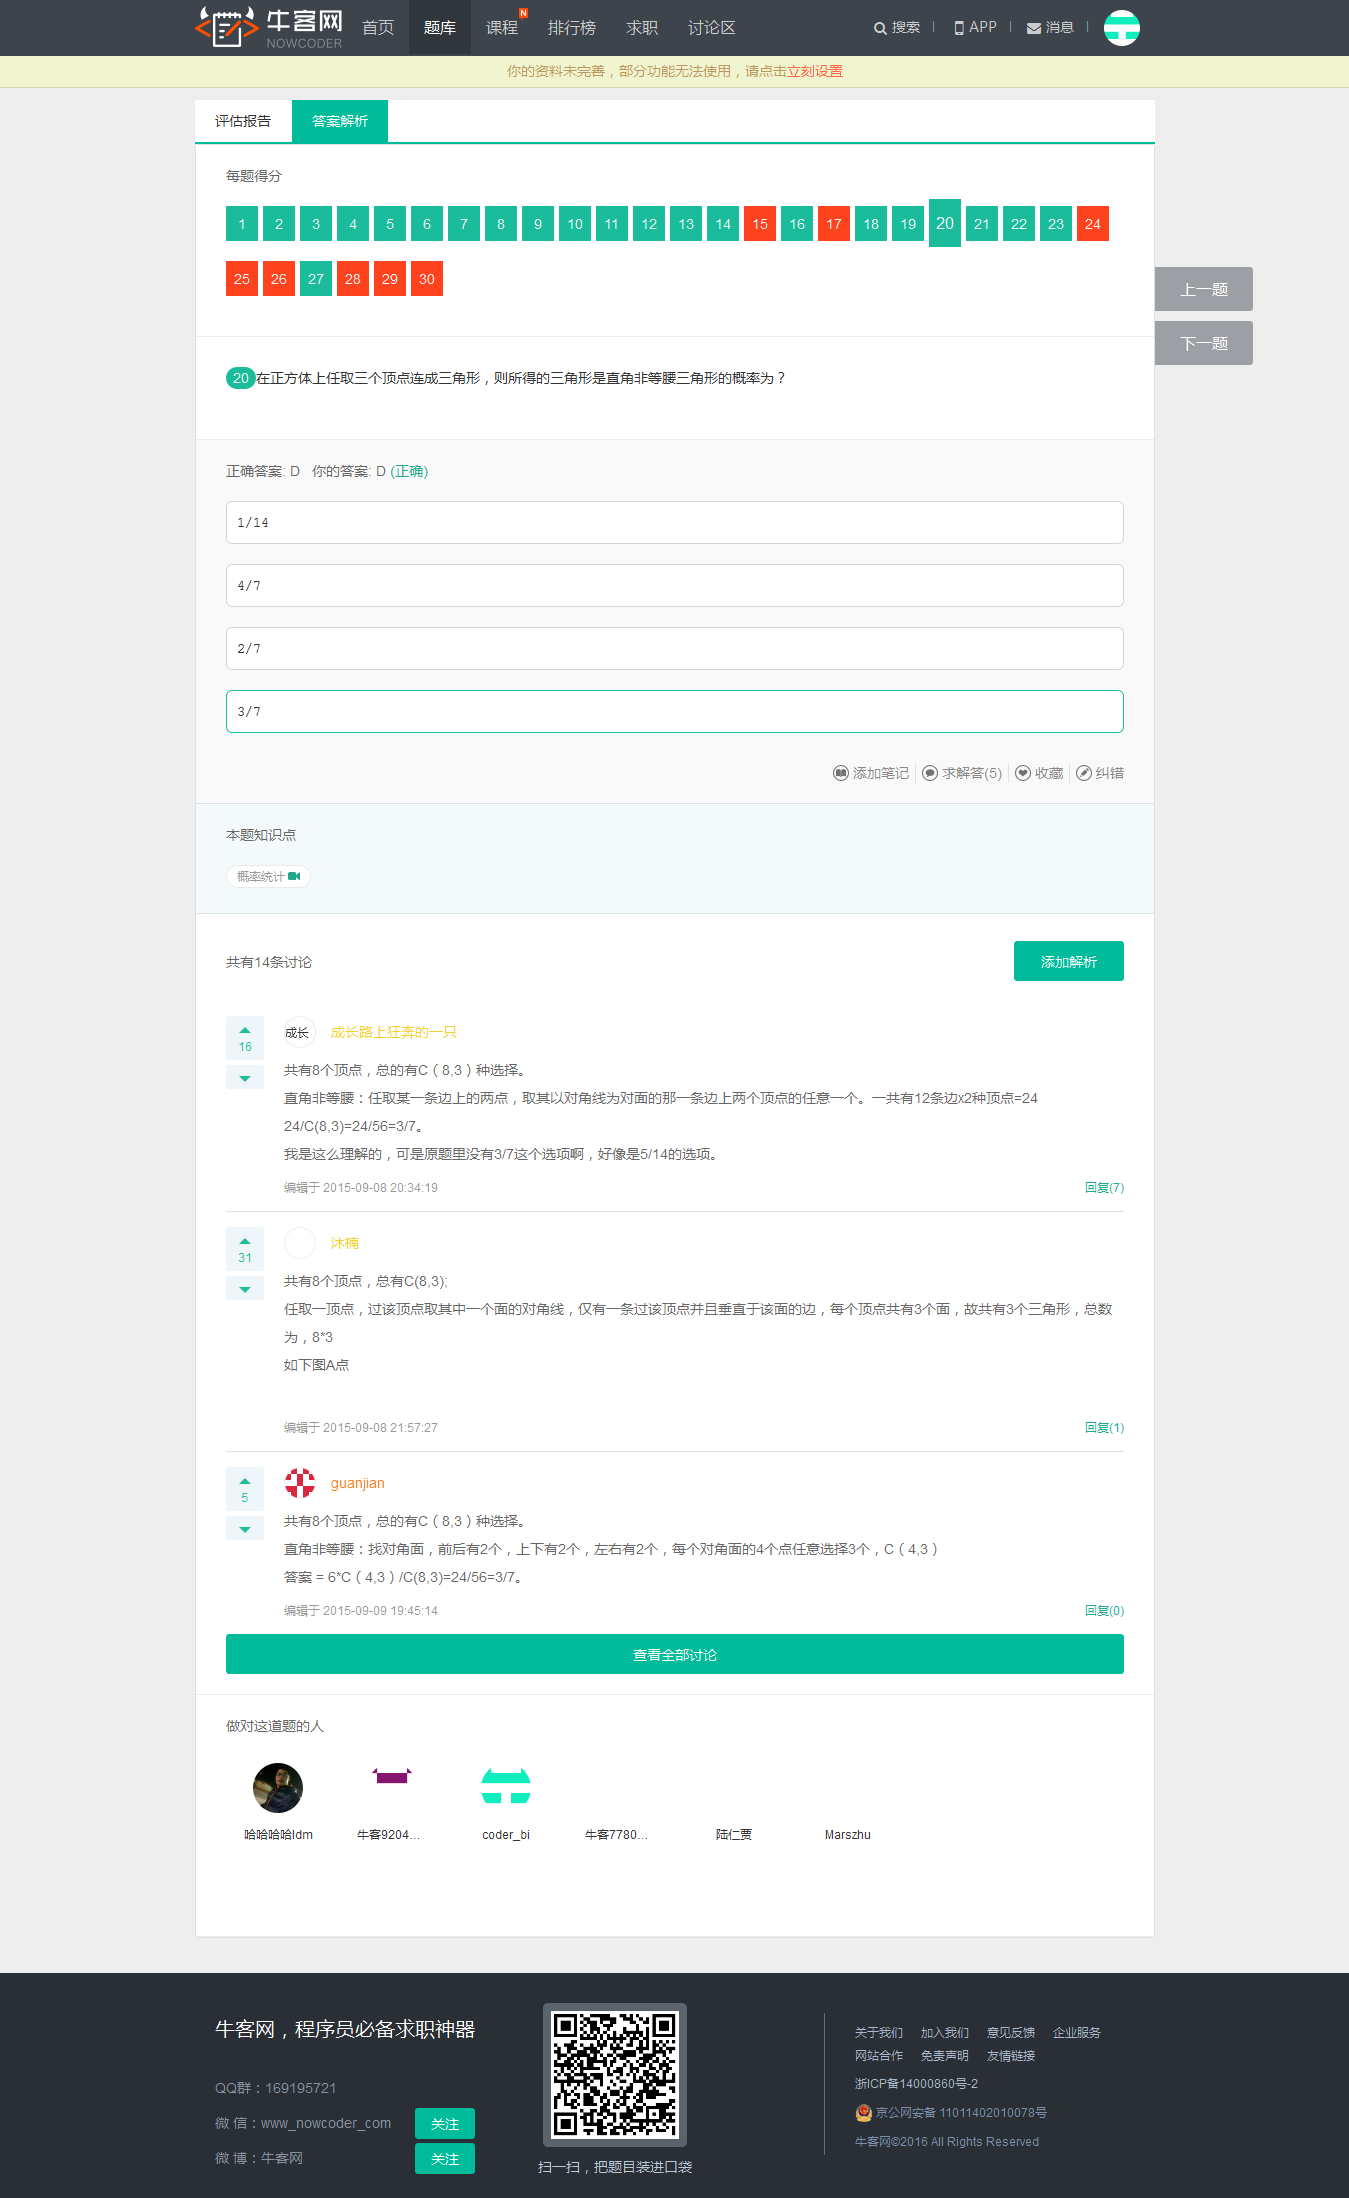 牛客网
NOWCODER
首页 题库 课程 N 排行榜 求职 讨论区 搜索 APP 消息
你的资料未完善，部分功能无法使用，请点击立刻设置
评估报告 答案解析
每题得分
1 2 3 4 5 6 7 8 9 10 11 12 13 14 15 16 17 18 19 20 21 22 23 24
25 26 27 28 29 30
上一题
下一题
20 在正方体上任取三个顶点连成三角形，则所得的三角形是直角非等腰三角形的概率为？
正确答案: D 你的答案: D (正确)
1/14
4/7
2/7
3/7
添加笔记 求解答(5) 收藏 纠错
本题知识点
概率统计
共有14条讨论 添加解析
16 成长 成长路上狂奔的一只
共有8个顶点，总的有C（8,3）种选择。
直角非等腰：任取某一条边上的两点，取其以对角线为对面的那一条边上两个顶点的任意一个。一共有12条边x2种顶点=24
24/C(8,3)=24/56=3/7。
我是这么理解的，可是原题里没有3/7这个选项啊，好像是5/14的选项。
编辑于 2015-09-08 20:34:19 回复(7)
31 沐楠
共有8个顶点，总有C(8,3);
任取一顶点，过该顶点取其中一个面的对角线，仅有一条过该顶点并且垂直于该面的边，每个顶点共有3个面，故共有3个三角形，总数
为，8*3
如下图A点
编辑于 2015-09-08 21:57:27 回复(1)
5 guanjian
共有8个顶点，总的有C（8,3）种选择。
直角非等腰：找对角面，前后有2个，上下有2个，左右有2个，每个对角面的4个点任意选择3个，C（4,3）
答案 = 6*C（4,3）/C(8,3)=24/56=3/7。
编辑于 2015-09-09 19:45:14 回复(0)
查看全部讨论
做对这道题的人
哈哈哈哈ldm 牛客9204... coder_bi 牛客7780... 陆仁贾 Marszhu
牛客网，程序员必备求职神器
QQ群：169195721
微 信：www_nowcoder_com 关注
微 博：牛客网 关注
扫一扫，把题目装进口袋
关于我们 加入我们 意见反馈 企业服务
网站合作 免责声明 友情链接
浙ICP备14000860号-2
京公网安备 11011402010078号
牛客网©2016 All Rights Reserved